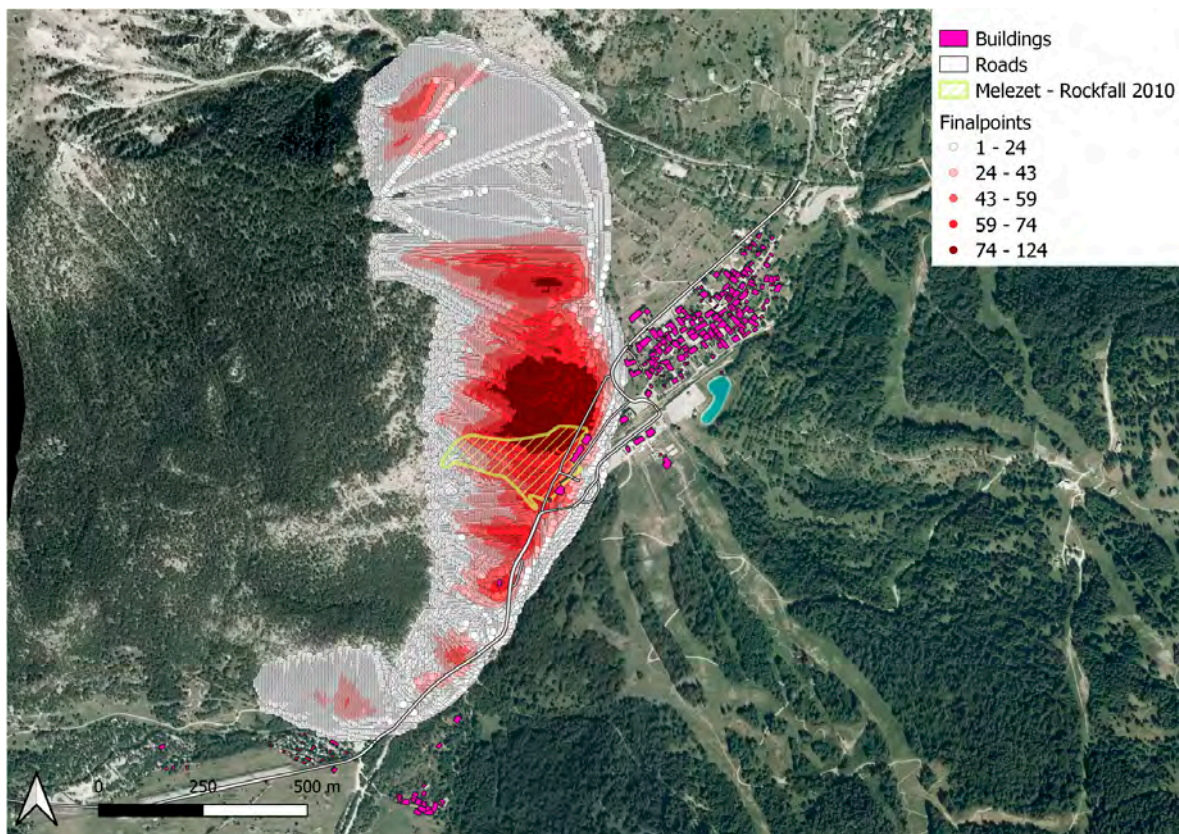 Buildings
Roads
Melezet - Rockfall 2010
Finalpoints
1 - 24
24 - 43
43 - 59
59 - 74
74 - 124
0 250 500 m